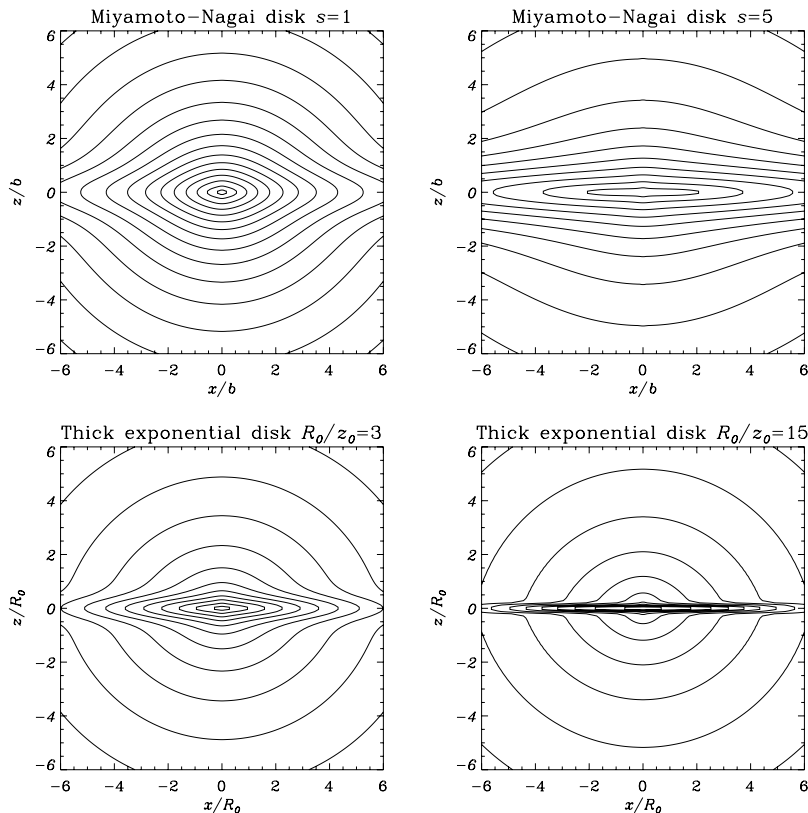 Miyamoto−Nagai disk s=1
6
4
2
0
−2
−4
−6
z/b
−6 −4 −2 0 2 4 6
x/b
Miyamoto−Nagai disk s=5
6
4
2
0
−2
−4
−6
z/b
−6 −4 −2 0 2 4 6
x/b
Thick exponential disk R₀/z₀=3
6
4
2
0
−2
−4
−6
z/R₀
−6 −4 −2 0 2 4 6
x/R₀
Thick exponential disk R₀/z₀=15
6
4
2
0
−2
−4
−6
z/R₀
−6 −4 −2 0 2 4 6
x/R₀